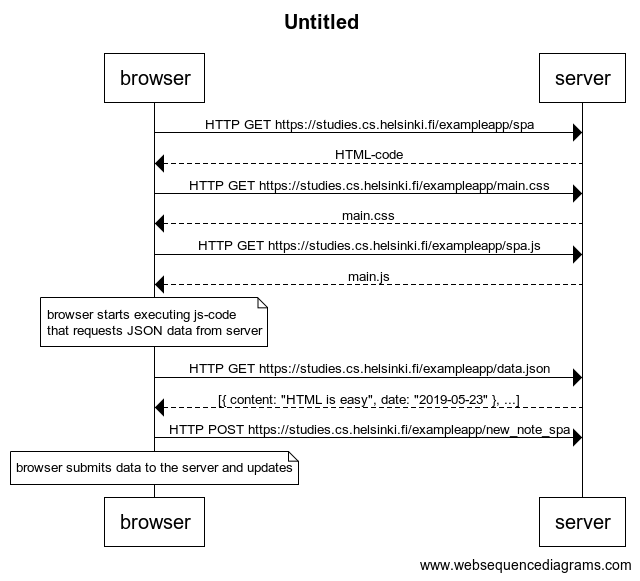 Untitled
browser
server
HTTP GET https://studies.cs.helsinki.fi/exampleapp/spa
HTML-code
HTTP GET https://studies.cs.helsinki.fi/exampleapp/main.css
main.css
HTTP GET https://studies.cs.helsinki.fi/exampleapp/spa.js
main.js
browser starts executing js-code
that requests JSON data from server
HTTP GET https://studies.cs.helsinki.fi/exampleapp/data.json
[{ content: "HTML is easy", date: "2019-05-23" }, ...]
HTTP POST https://studies.cs.helsinki.fi/exampleapp/new_note_spa
browser submits data to the server and updates
browser
server
www.websequencediagrams.com